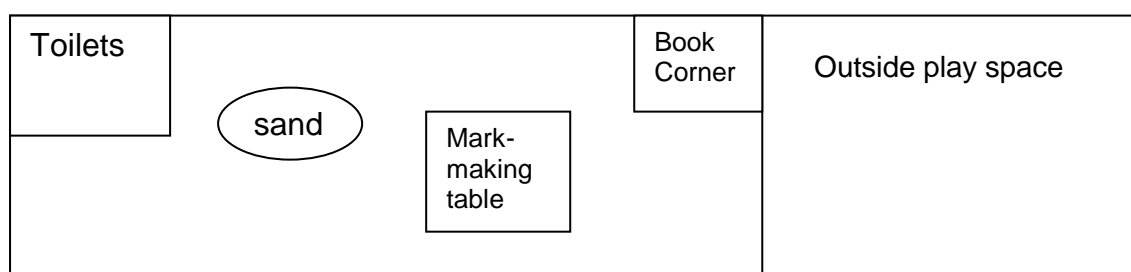 Toilets
sand
Mark-
making
table
Book
Corner
Outside play space